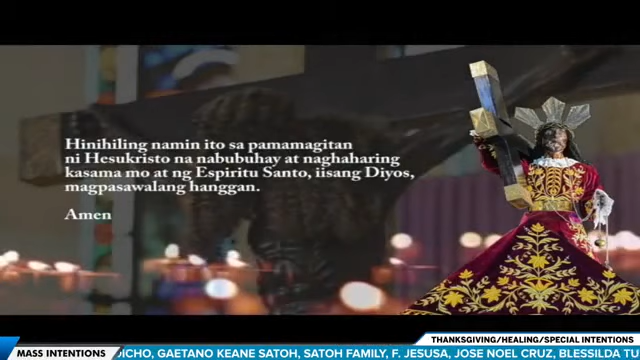 Hinihiling namin ito sa pamamagitan
ni Hesukristo na nabubuhay at naghaharing
kasama mo at ng Espiritu Santo, iisang Diyos,
magpasawalang hanggan.
Amen
THANKSGIVING/HEALING/SPECIAL INTENTIONS
MASS INTENTIONS
GAETANO KEANE SATOH, SATOH FAMILY, F. JESUSA, JOSE NOEL CRUZ,